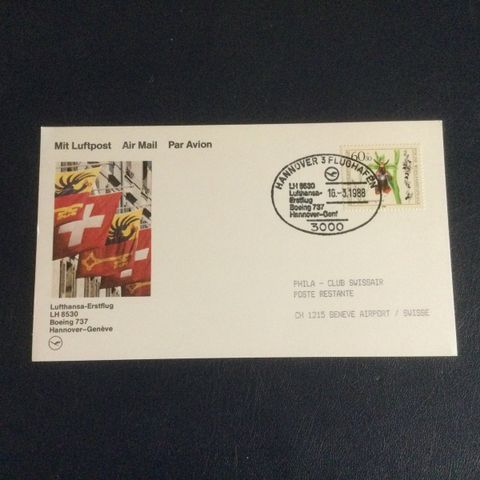 Mit Luftpost Air Mail Par Avion
HANNOVER 3 FLUGHAFEN
LH 8530
Lufthansa-
Erstflug
Boeing 737
Hannover-Genf
16.-3.1988
3000
60
Lufthansa-Erstflug
LH 8530
Boeing 737
Hannover-Genève
PHILA - CLUB SWISSAIR
POSTE RESTANTE
CH 1215 GENEVE AIRPORT / SWISSE